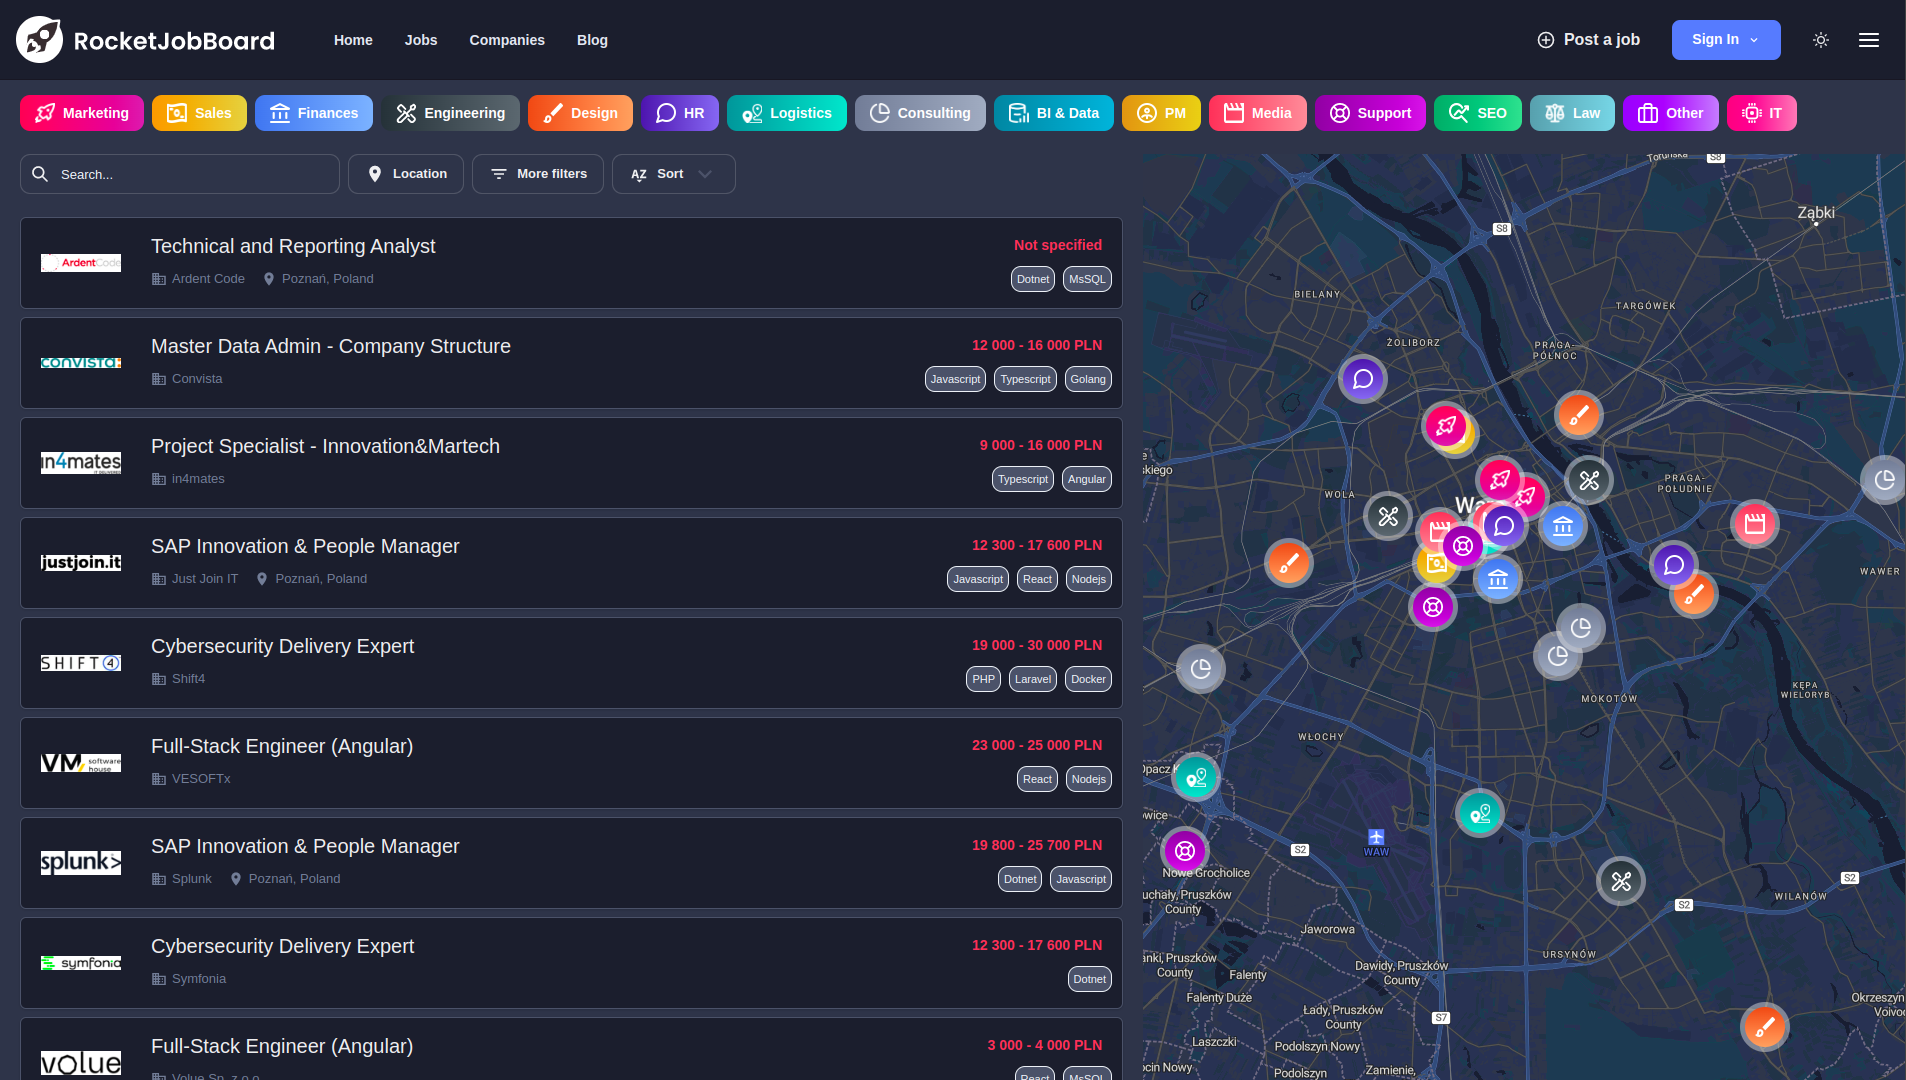 RocketJobBoard
Home
Jobs
Companies
Blog
Post a job
Sign In
Marketing
Sales
Finances
Engineering
Design
HR
Logistics
Consulting
BI & Data
PM
Media
Support
SEO
Law
Other
IT
Search...
Location
More filters
AZ Sort
ArdentCode
Technical and Reporting Analyst
Ardent Code
Poznań, Poland
Not specified
Dotnet
MsSQL
convista:
Master Data Admin - Company Structure
Convista
12 000 - 16 000 PLN
Javascript
Typescript
Golang
in4mates
Project Specialist - Innovation&Martech
in4mates
9 000 - 16 000 PLN
Typescript
Angular
justjoin.it
SAP Innovation & People Manager
Just Join IT
Poznań, Poland
12 300 - 17 600 PLN
Javascript
React
Nodejs
SHIFT4
Cybersecurity Delivery Expert
Shift4
19 000 - 30 000 PLN
PHP
Laravel
Docker
VM software
house
Full-Stack Engineer (Angular)
VESOFTx
23 000 - 25 000 PLN
React
Nodejs
splunk>
SAP Innovation & People Manager
Splunk
Poznań, Poland
19 800 - 25 700 PLN
Dotnet
Javascript
symfonia
Cybersecurity Delivery Expert
Symfonia
12 300 - 17 600 PLN
Dotnet
volue
Full-Stack Engineer (Angular)
Volue Sp. z o.o.
3 000 - 4 000 PLN
React
MsSQL
Toruńska
S8
Ząbki
S8
BIELANY
TARGÓWEK
ŻOLIBORZ
PRAGA-
PÓŁNOC
skiego
WOLA
PRAGA-
POŁUDNIE
WAWER
KĘPA
WIELORYB
MOKOTÓW
WŁOCHY
Opacz
wice
WAW
S2
Nowe Grocholice
uchały, Pruszków
County
S2
S2
WILANÓW
Jaworowa
URSYNÓW
anki, Pruszków
County
Falenty
Dawidy, Pruszków
County
Falenty Duże
Okrzeszyn
Voivo
Łady, Pruszków
County
S7
Laszczki
Podolszyn Nowy
cin Nowy
Podolszyn
Zamienie,